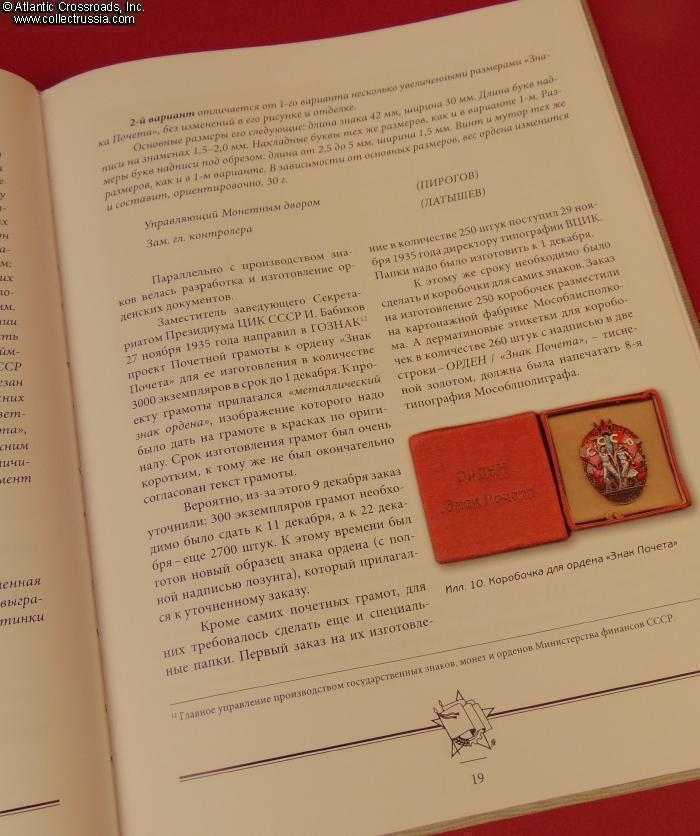 © Atlantic Crossroads, Inc.
www.collectrussia.com
2-й вариант отличается от 1-го варианта несколько увеличенными размерами «Зна-
ка Почета», без изменений в его рисунке и отделке.
Основные размеры его следующие: длина знака 42 мм, ширина 30 мм. Длина букв над-
писи на знаменах 1,5–2,0 мм. Накладные буквы тех же размеров, как и в варианте 1-м. Раз-
меры букв надписи под обрезом: длина от 2,5 до 5 мм, ширина 1,5 мм. Винт и мутор тех же
размеров, как и в 1-м варианте. В зависимости от основных размеров, вес ордена изменится
и составит, ориентировочно, 30 г.
Управляющий Монетным двором (ПИРОГОВ)
Зам. гл. контролера (ЛАТЫШЕВ)
Параллельно с производством зна-
ков велась разработка и изготовление ор-
денских документов.
Заместитель заведующего Секрета-
риатом Президиума ЦИК СССР И. Бабиков
27 ноября 1935 года направил в ГОЗНАК¹²
проект Почетной грамоты к ордену «Знак
Почета» для ее изготовления в количестве
3000 экземпляров в срок до 1 декабря. К про-
екту грамоты прилагался «металлический
знак ордена», изображение которого надо
было дать на грамоте в красках по ориги-
налу. Срок изготовления грамот был очень
коротким, к тому же не был окончательно
согласован текст грамоты.
Вероятно, из-за этого 9 декабря заказ
уточнили: 300 экземпляров грамот необхо-
димо было сдать к 11 декабря, а к 22 дека-
бря – еще 2700 штук. К этому времени был
готов новый образец знака ордена (с пол-
ной надписью лозунга), который прилагал-
ся к уточненному заказу.
Кроме самих почетных грамот, для
них требовалось сделать еще и специаль-
ные папки. Первый заказ на их изготовле-
ние в количестве 250 штук поступил 29 ноя-
бря 1935 года директору типографии ВЦИК.
Папки надо было изготовить к 1 декабря.
К этому же сроку необходимо было
сделать и коробочки для самих знаков. Заказ
на изготовление 250 коробочек разместили
на картонажной фабрике Мособлисполко-
ма. А дерматиновые этикетки для коробо-
чек в количестве 260 штук с надписью в две
строки – ОРДЕН / «Знак Почета», – тисне-
ной золотом, должна была напечатать 8-я
типография Мособлполиграфа.
ОРДЕН
„Знак Почета"
СССР
Илл. 10. Коробочка для ордена «Знак Почета»
¹² Главное управление производством государственных знаков, монет и орденов Министерства финансов СССР.
19